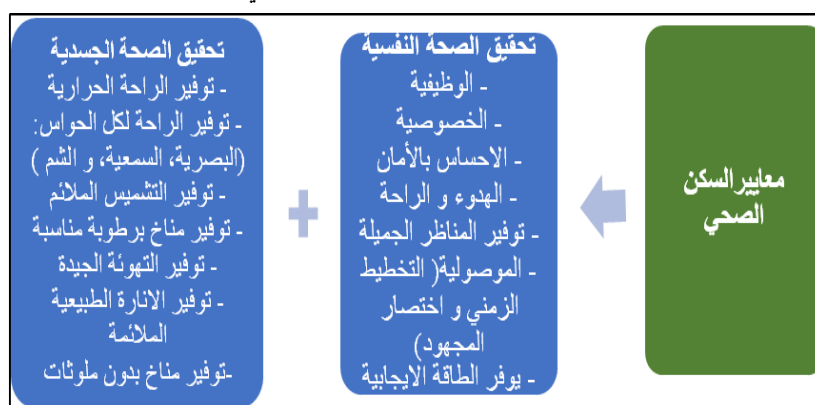 معايير السكن
الصحي
تحقيق الصحة النفسية
- الوظيفية
- الخصوصية
- الاحساس بالأمان
- الهدوء و الراحة
- توفير المناظر الجميلة
- الموصولية( التخطيط
الزمني و اختصار
المجهود)
- يوفر الطاقة الايجابية
+
تحقيق الصحة الجسدية
- توفير الراحة الحرارية
- توفير الراحة لكل الحواس:
(البصرية، السمعية، و الشم )
- توفير التشميس الملائم
- توفير مناخ برطوبة مناسبة
- توفير التهوئة الجيدة
- توفير الانارة الطبيعية
الملائمة
-توفير مناخ بدون ملوثات